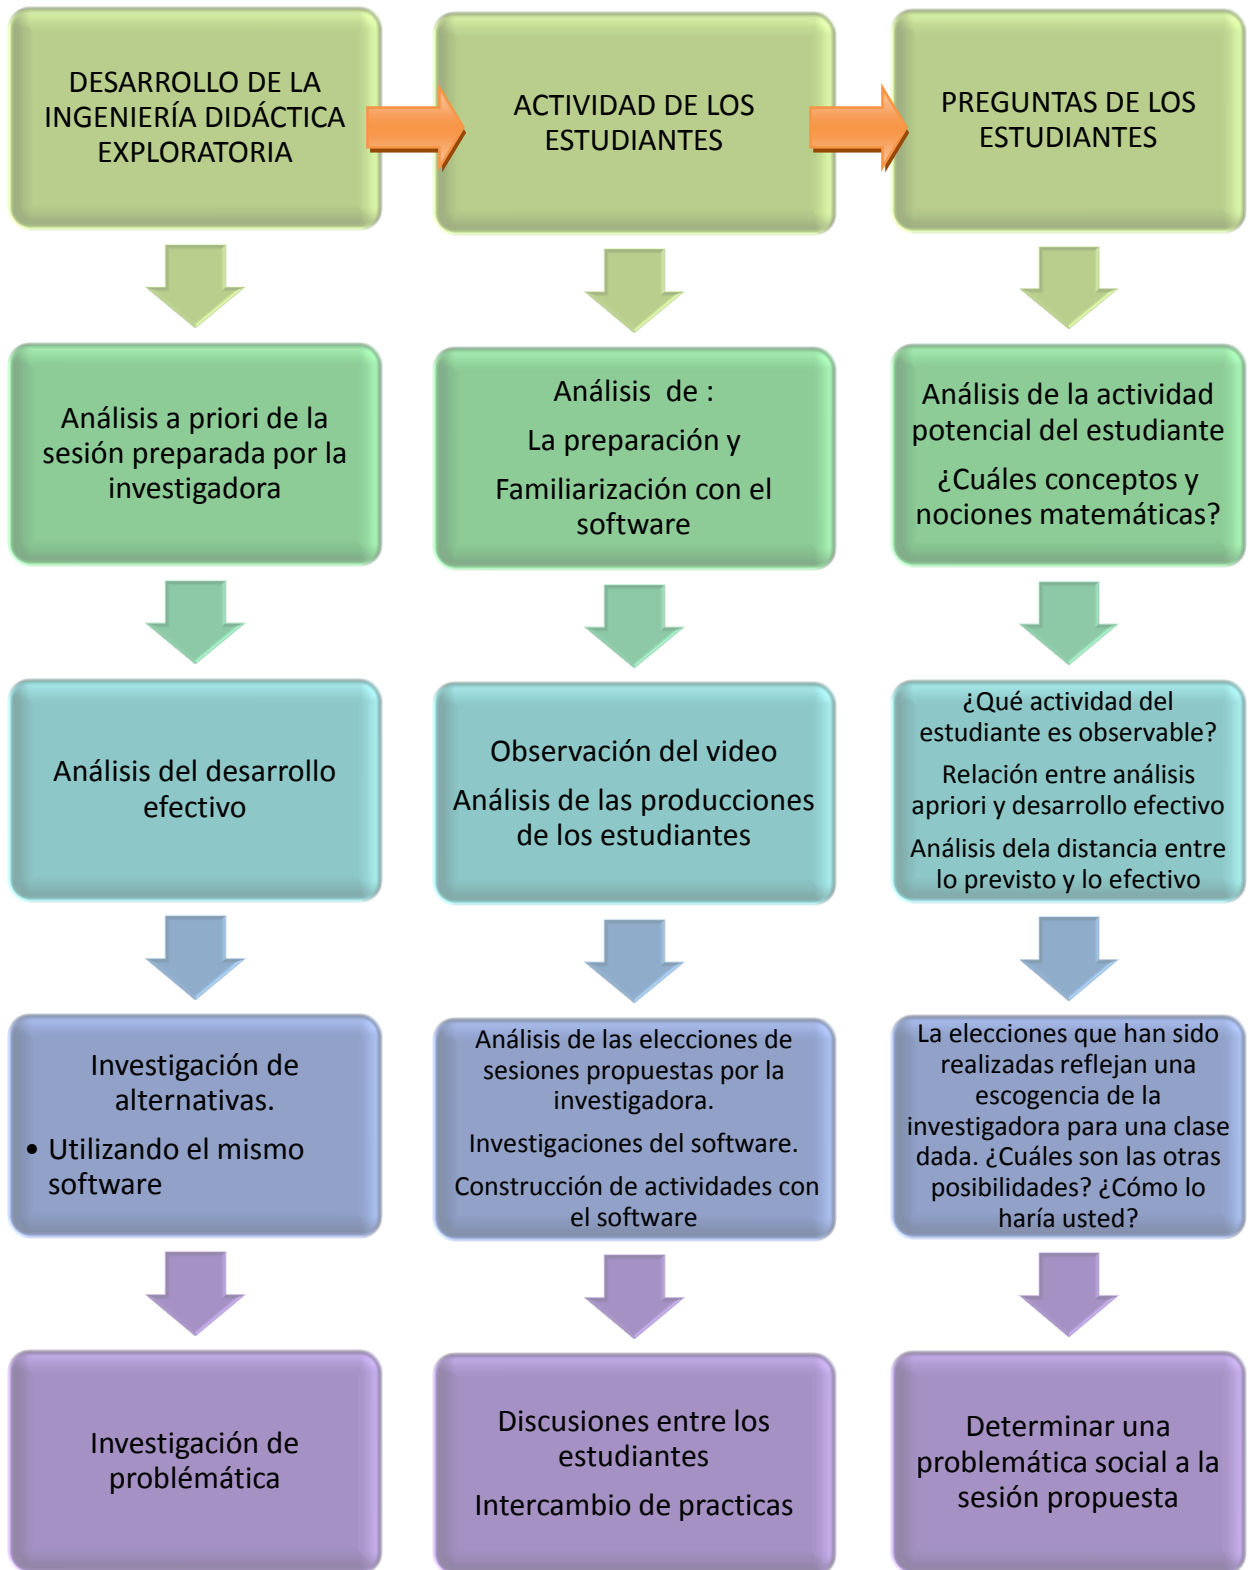 DESARROLLO DE LA
INGENIERÍA DIDÁCTICA
EXPLORATORIA
ACTIVIDAD DE LOS
ESTUDIANTES
PREGUNTAS DE LOS
ESTUDIANTES
Análisis a priori de la
sesión preparada por la
investigadora
Análisis de :
La preparación y
Familiarización con el
software
Análisis de la actividad
potencial del estudiante
¿Cuáles conceptos y
nociones matemáticas?
Análisis del desarrollo
efectivo
Observación del video
Análisis de las producciones
de los estudiantes
¿Qué actividad del
estudiante es observable?
Relación entre análisis
apriori y desarrollo efectivo
Análisis dela distancia entre
lo previsto y lo efectivo
Investigación de
alternativas.
• Utilizando el mismo
software
Análisis de las elecciones de
sesiones propuestas por la
investigadora.
Investigaciones del software.
Construcción de actividades con
el software
La elecciones que han sido
realizadas reflejan una
escogencia de la
investigadora para una clase
dada. ¿Cuáles son las otras
posibilidades? ¿Cómo lo
haría usted?
Investigación de
problémática
Discusiones entre los
estudiantes
Intercambio de practicas
Determinar una
problemática social a la
sesión propuesta